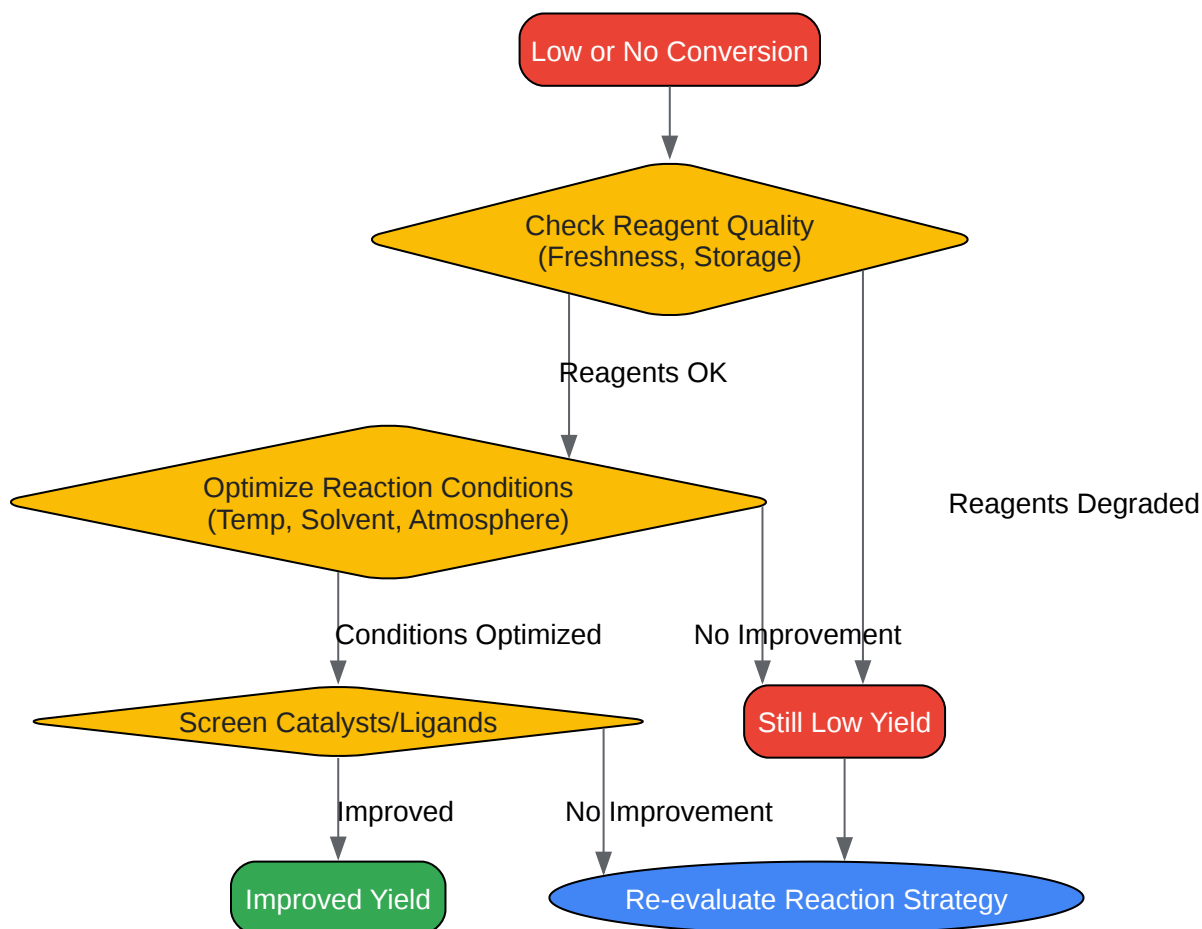 Low or No Conversion
Check Reagent Quality
(Freshness, Storage)
Reagents OK
Optimize Reaction Conditions
(Temp, Solvent, Atmosphere)
Reagents Degraded
Conditions Optimized
No Improvement
Screen Catalysts/Ligands
Still Low Yield
Improved
No Improvement
Improved Yield
Re-evaluate Reaction Strategy